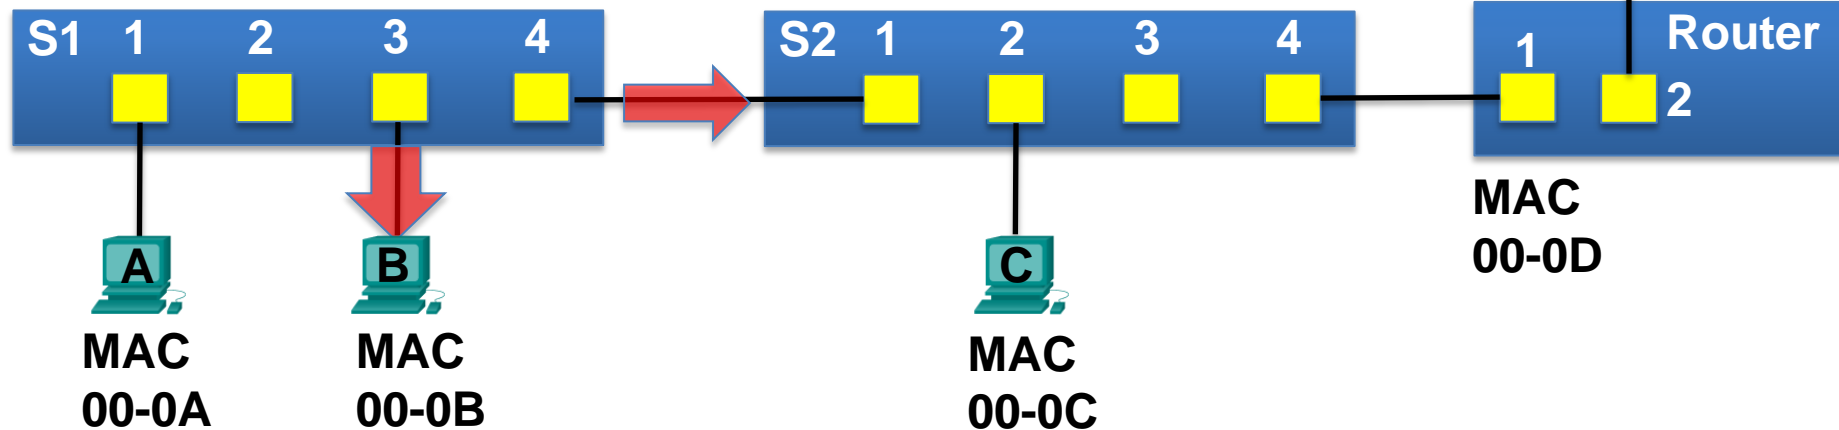 S1 1 2 3 4
S2 1 2 3 4
1 Router
2
A
MAC
00-0A
B
MAC
00-0B
C
MAC
00-0C
MAC
00-0D